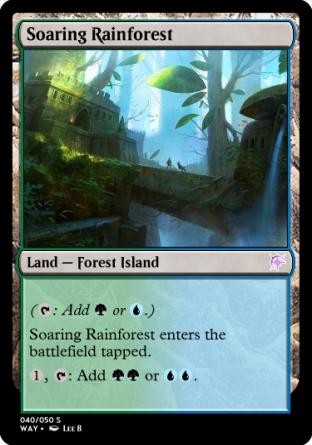 Soaring Rainforest
Land — Forest Island
( : Add or .)
Soaring Rainforest enters the
battlefield tapped.
1, : Add or .
040/050 S
WAY • Lee B